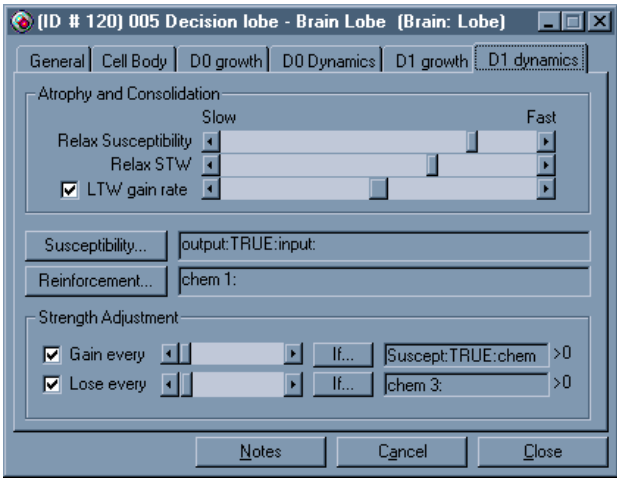 (ID # 120) 005 Decision lobe - Brain Lobe (Brain: Lobe)
General Cell Body D0 growth D0 Dynamics D1 growth D1 dynamics
Atrophy and Consolidation
Slow Fast
Relax Susceptibility
Relax STW
LTW gain rate
Susceptibility... output:TRUE:input:
Reinforcement... chem 1:
Strength Adjustment
Gain every If... Suscept:TRUE:chem >0
Lose every If... chem 3: >0
Notes Cancel Close